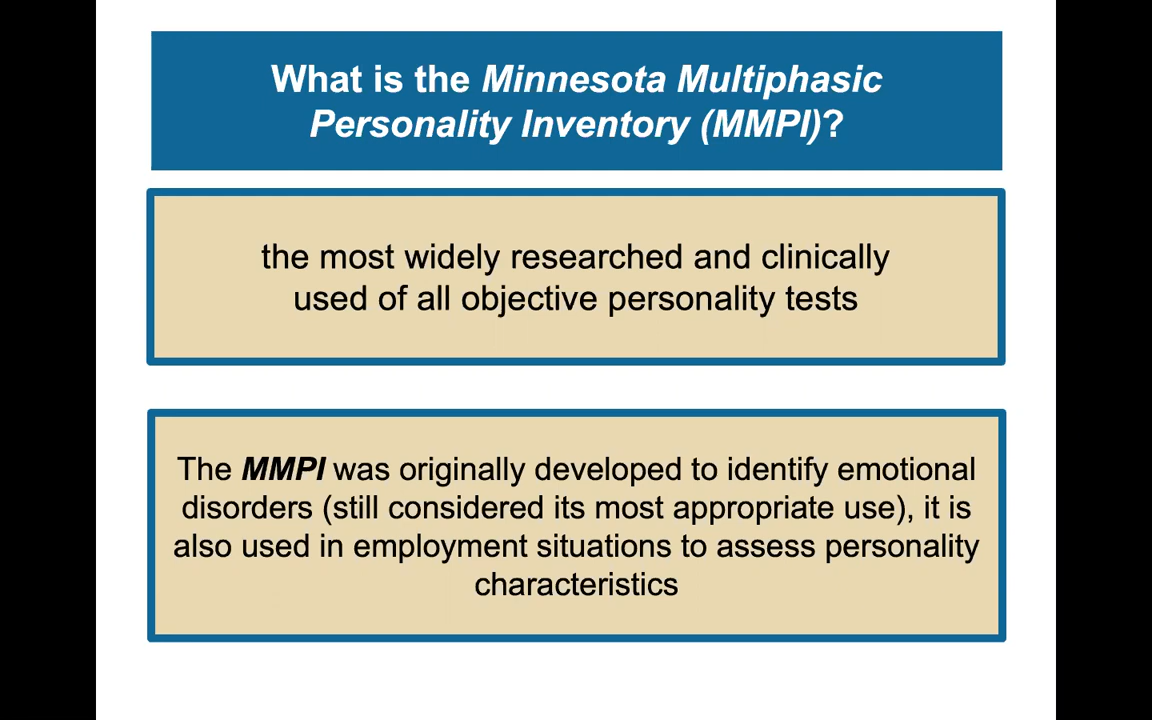 What is the Minnesota Multiphasic
Personality Inventory (MMPI)?
the most widely researched and clinically
used of all objective personality tests
The MMPI was originally developed to identify emotional
disorders (still considered its most appropriate use), it is
also used in employment situations to assess personality
characteristics